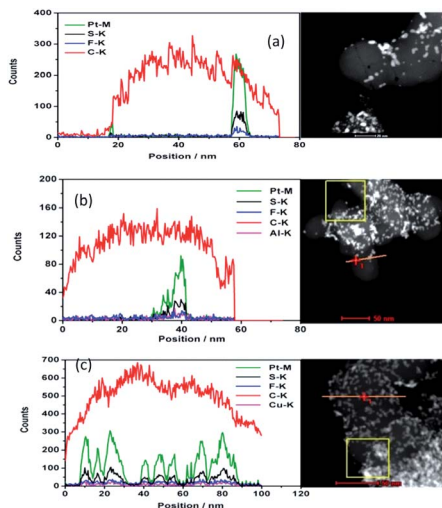 400
300
200
100
0
Counts
(a)
Pt-M
S-K
F-K
C-K
0 20 40 60 80
Position / nm
160
120
80
40
0
Counts
(b)
Pt-M
S-K
F-K
C-K
Al-K
0 20 40 60 80
Position / nm
50 nm
700
600
500
400
300
200
100
0
Counts
(c)
Pt-M
S-K
F-K
C-K
Cu-K
0 20 40 60 80 100 120
Position / nm